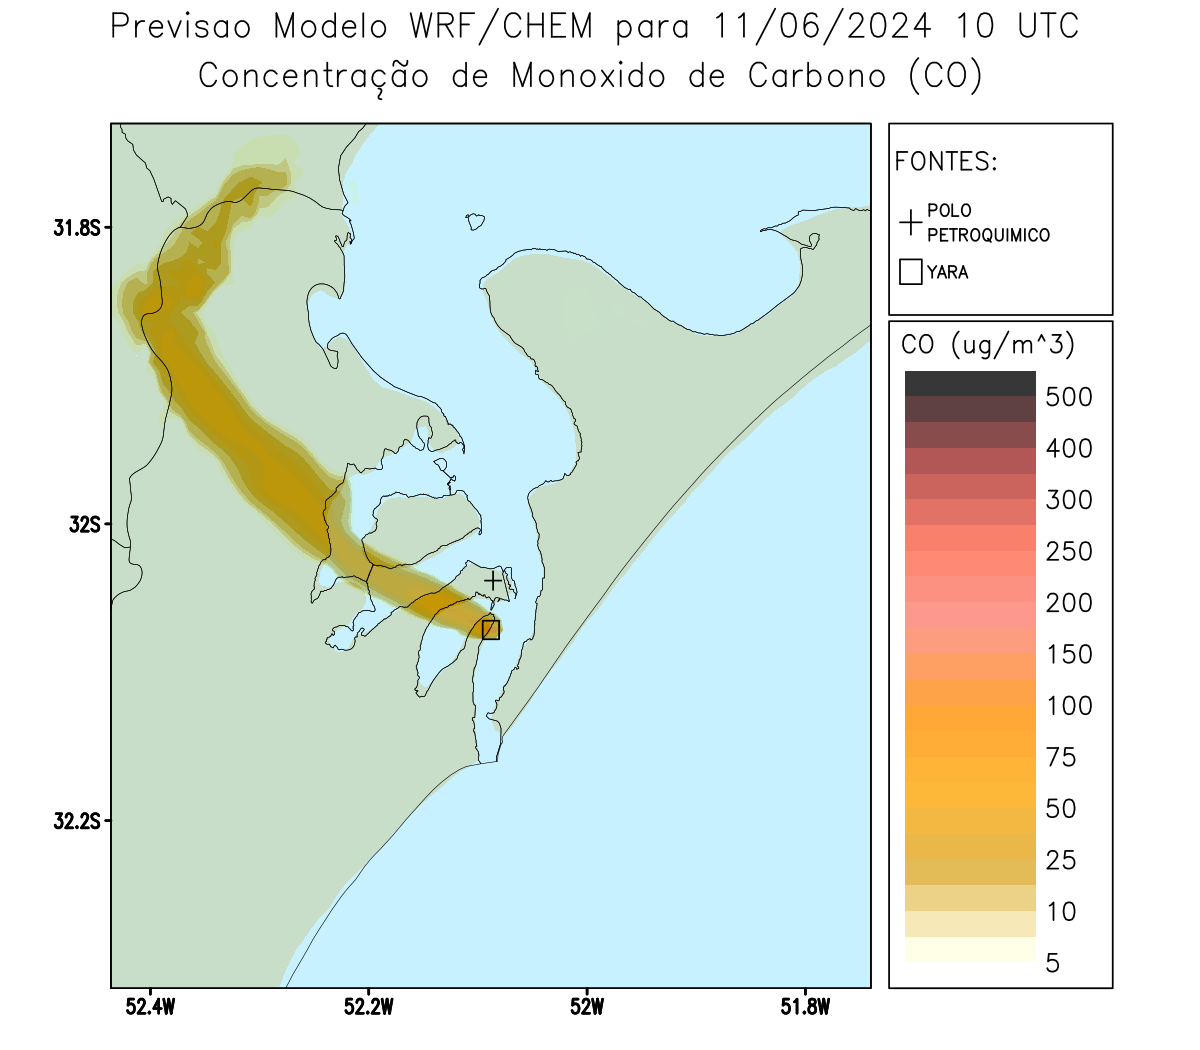 Previsao Modelo WRF/CHEM para 11/06/2024 10 UTC
Concentração de Monoxido de Carbono (CO)
FONTES:
POLO
PETROQUIMICO
YARA
CO (ug/m^3)
500
400
300
250
200
150
100
75
50
25
10
5
31.8S
32S
32.2S
52.4W
52.2W
52W
51.8W